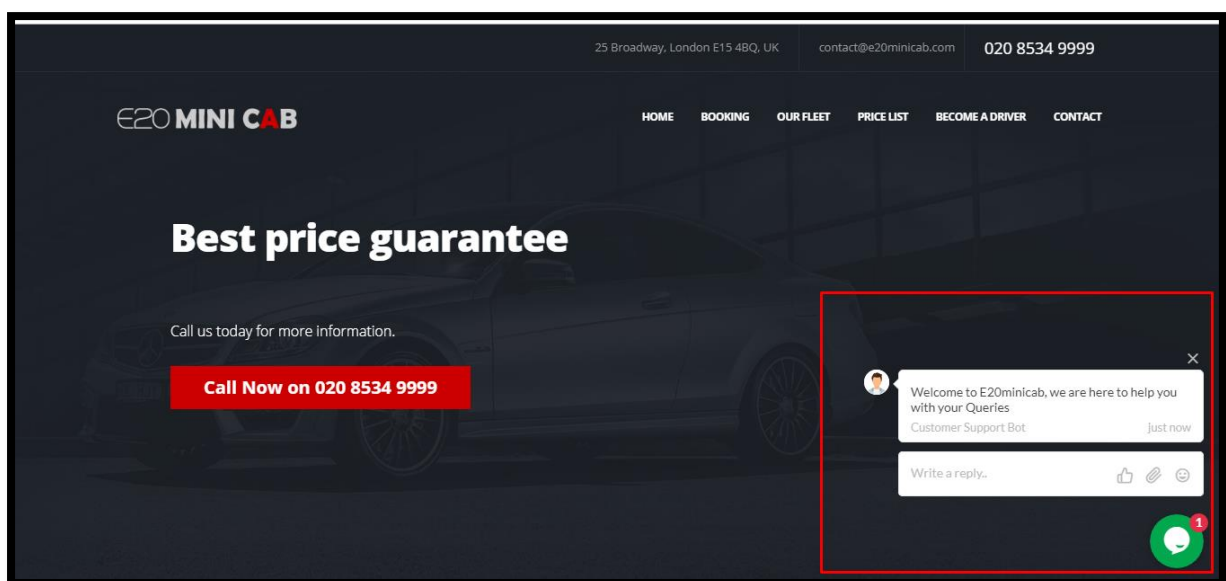 25 Broadway, London E15 4BQ, UK contact@e20minicab.com 020 8534 9999
E20 MINI CAB HOME BOOKING OUR FLEET PRICE LIST BECOME A DRIVER CONTACT
Best price guarantee
Call us today for more information.
Call Now on 020 8534 9999
Welcome to E20minicab, we are here to help you
with your Queries
Customer Support Bot Just now
Write a reply..
1